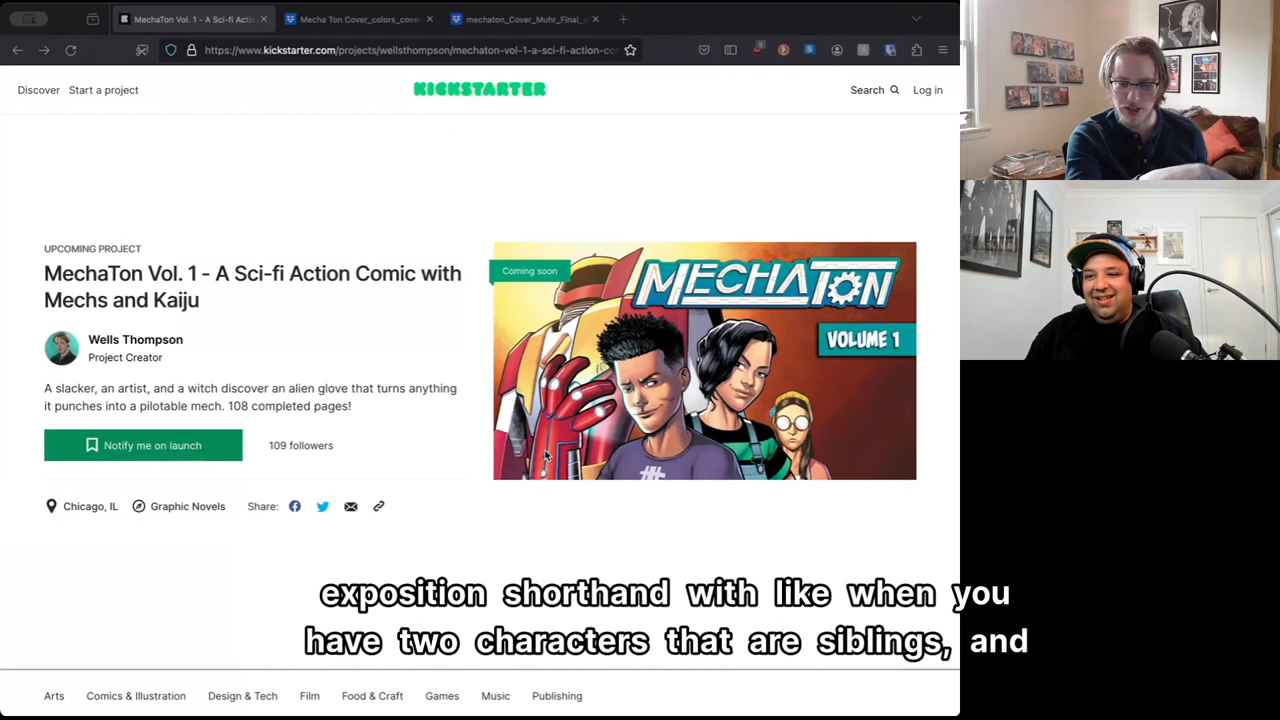 MechaTon Vol. 1 - A Sci-fi Actio
Mecha Ton Cover_colors_cove
mechaton_Cover_Muhr_Final_
https://www.kickstarter.com/projects/wellsthompson/mechaton-vol-1-a-sci-fi-action-co
Discover Start a project
KICKSTARTER
Search Log in
UPCOMING PROJECT
MechaTon Vol. 1 - A Sci-fi Action Comic with
Mechs and Kaiju
Wells Thompson
Project Creator
A slacker, an artist, and a witch discover an alien glove that turns anything
it punches into a pilotable mech. 108 completed pages!
Notify me on launch 109 followers
Chicago, IL Graphic Novels Share:
Coming soon
MECHATON
VOLUME 1
exposition shorthand with like when you
have two characters that are siblings, and
Arts Comics & Illustration Design & Tech Film Food & Craft Games Music Publishing